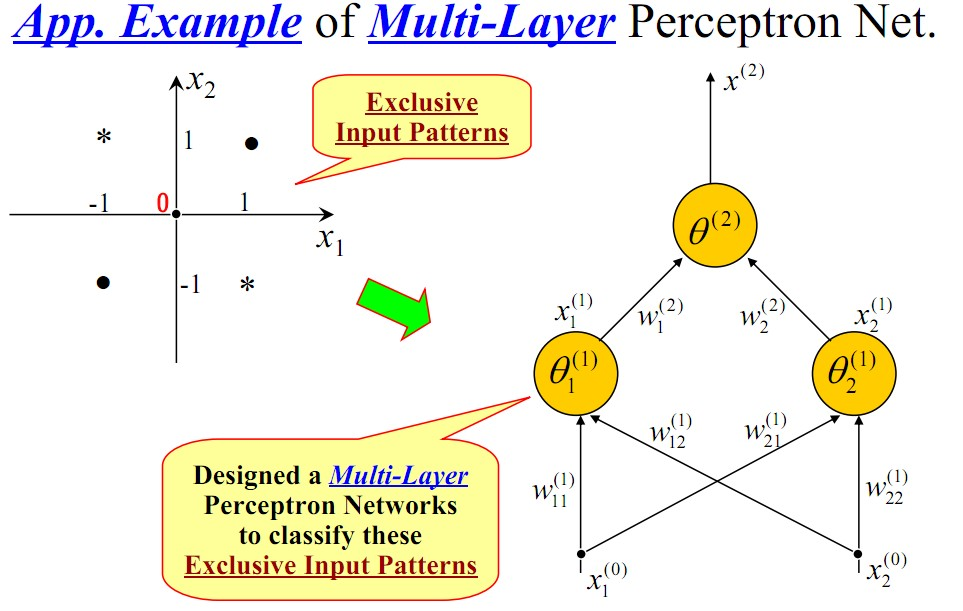 App. Example of Multi-Layer Perceptron Net.
x₂
* 1 •
-1 0 1
x₁
• -1 *
Exclusive
Input Patterns
Designed a Multi-Layer
Perceptron Networks
to classify these
Exclusive Input Patterns
x⁽²⁾
θ⁽²⁾
x₁⁽¹⁾ w₁⁽²⁾ w₂⁽²⁾ x₂⁽¹⁾
θ₁⁽¹⁾ θ₂⁽¹⁾
w₁₂⁽¹⁾ w₂₁⁽¹⁾
w₁₁⁽¹⁾ w₂₂⁽¹⁾
x₁⁽⁰⁾ x₂⁽⁰⁾